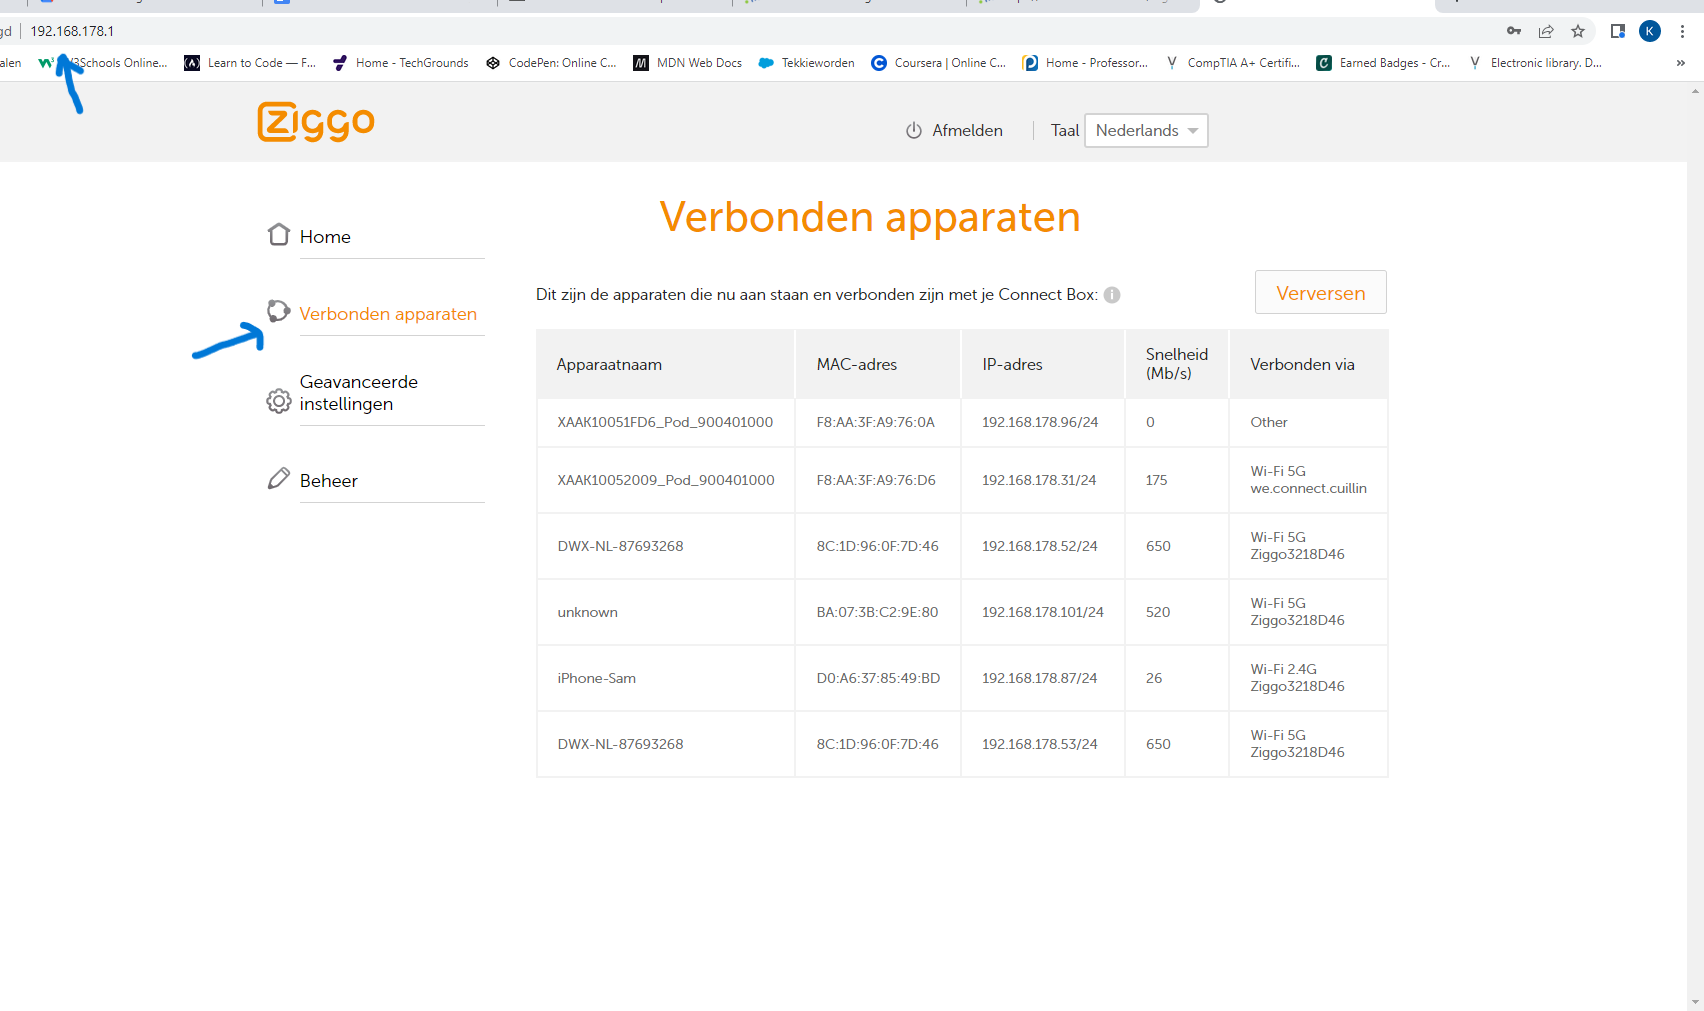 gd 192.168.178.1
alen W3Schools Online... Learn to Code — F... Home - TechGrounds CodePen: Online C... MDN Web Docs Tekkieworden Coursera | Online C... Home - Professor... CompTIA A+ Certifi... Earned Badges - Cr... Electronic library. D... »
ziggo
Afmelden
Taal Nederlands
Home
Verbonden apparaten
Geavanceerde
instellingen
Beheer
Verbonden apparaten
Dit zijn de apparaten die nu aan staan en verbonden zijn met je Connect Box:
Verversen
Apparaatnaam MAC-adres IP-adres Snelheid (Mb/s) Verbonden via
XAAK10051FD6_Pod_900401000 F8:AA:3F:A9:76:0A 192.168.178.96/24 0 Other
XAAK10052009_Pod_900401000 F8:AA:3F:A9:76:D6 192.168.178.31/24 175 Wi-Fi 5G we.connect.cuillin
DWX-NL-87693268 8C:1D:96:0F:7D:46 192.168.178.52/24 650 Wi-Fi 5G Ziggo3218D46
unknown BA:07:3B:C2:9E:80 192.168.178.101/24 520 Wi-Fi 5G Ziggo3218D46
iPhone-Sam D0:A6:37:85:49:BD 192.168.178.87/24 26 Wi-Fi 2.4G Ziggo3218D46
DWX-NL-87693268 8C:1D:96:0F:7D:46 192.168.178.53/24 650 Wi-Fi 5G Ziggo3218D46